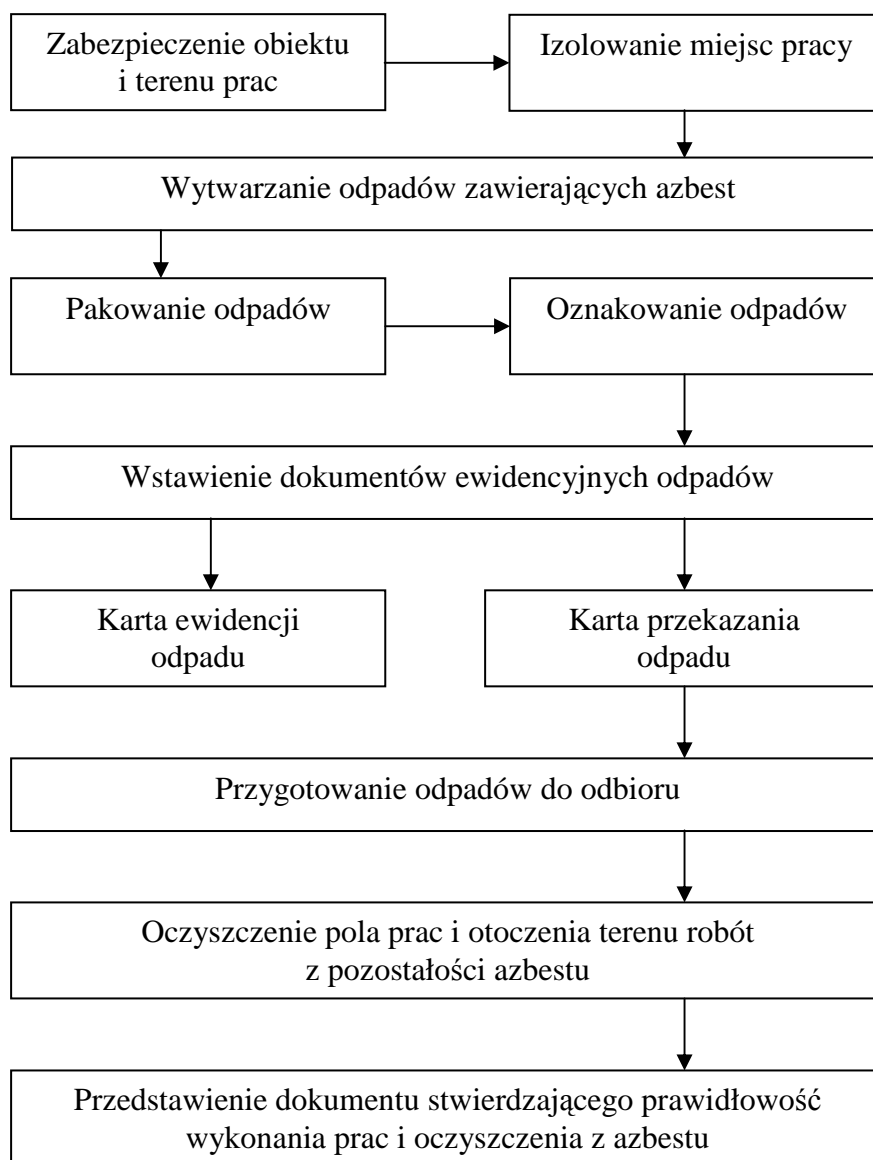 Zabezpieczenie obiektu
i terenu prac
Izolowanie miejsc pracy
Wytwarzanie odpadów zawierających azbest
Pakowanie odpadów
Oznakowanie odpadów
Wstawienie dokumentów ewidencyjnych odpadów
Karta ewidencji
odpadu
Karta przekazania
odpadu
Przygotowanie odpadów do odbioru
Oczyszczenie pola prac i otoczenia terenu robót
z pozostałości azbestu
Przedstawienie dokumentu stwierdzającego prawidłowość
wykonania prac i oczyszczenia z azbestu